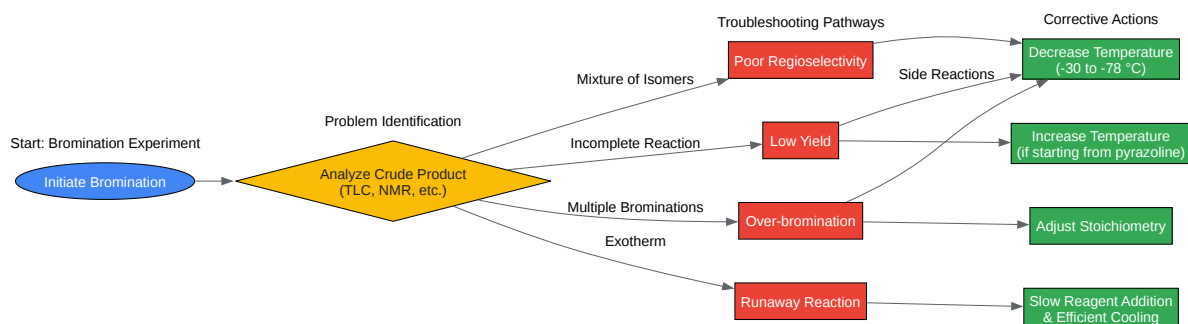 Troubleshooting Pathways
Corrective Actions
Poor Regioselectivity
Decrease Temperature
(-30 to -78 °C)
Mixture of Isomers
Side Reactions
Problem Identification
Start: Bromination Experiment
Incomplete Reaction
Low Yield
Increase Temperature
(if starting from pyrazoline)
Initiate Bromination
Analyze Crude Product
(TLC, NMR, etc.)
Multiple Brominations
Over-bromination
Adjust Stoichiometry
Exotherm
Runaway Reaction
Slow Reagent Addition
& Efficient Cooling